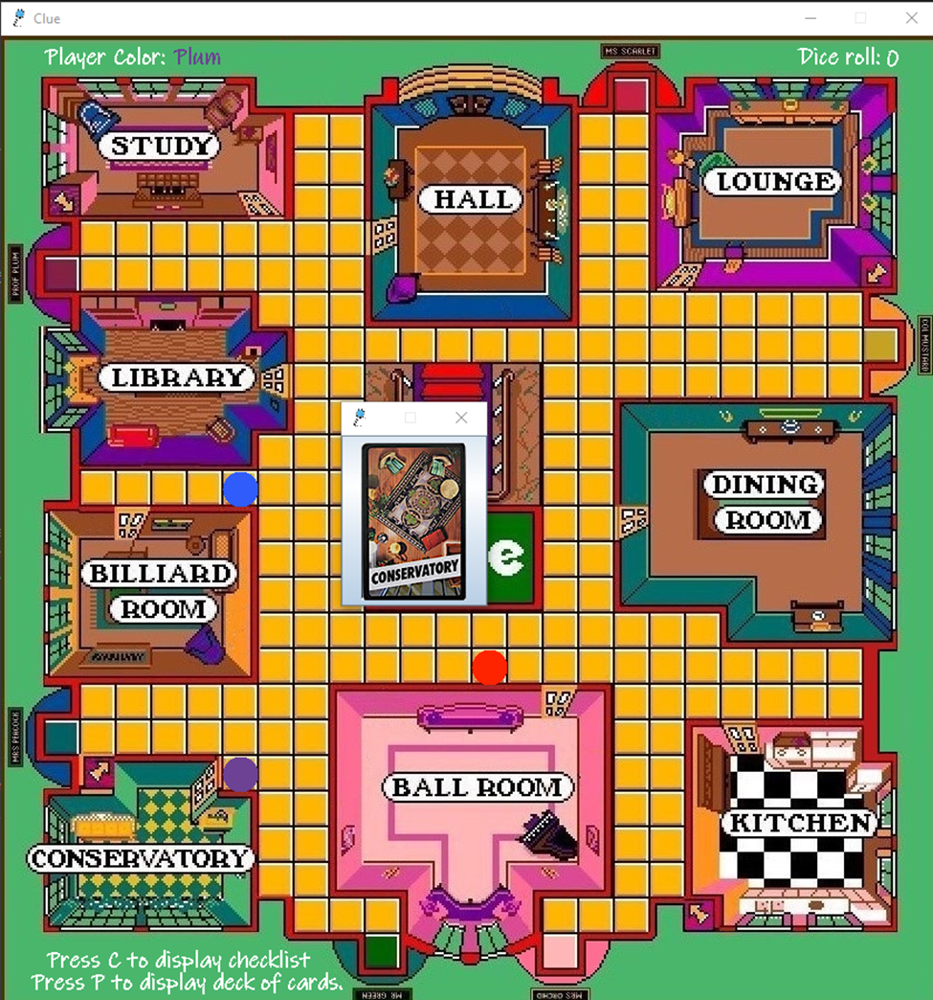 Clue
Player Color: Plum
MS SCARLET
Dice roll: 0
STUDY
HALL
LOUNGE
PROF PLUM
LIBRARY
COL MUSTARD
DINING
ROOM
e
CONSERVATORY
BILLIARD
ROOM
MRS PEACOCK
BALL ROOM
KITCHEN
CONSERVATORY
Press C to display checklist
Press P to display deck of cards.
MR GREEN
MRS ORCHID